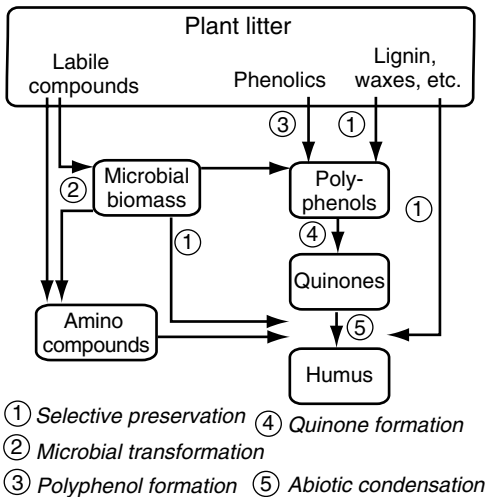 Plant litter
Labile
compounds
Phenolics
Lignin,
waxes, etc.
3
1
Microbial
biomass
2
Poly-
phenols
1
1
4
Quinones
Amino
compounds
5
Humus
1 Selective preservation
4 Quinone formation
2 Microbial transformation
3 Polyphenol formation
5 Abiotic condensation